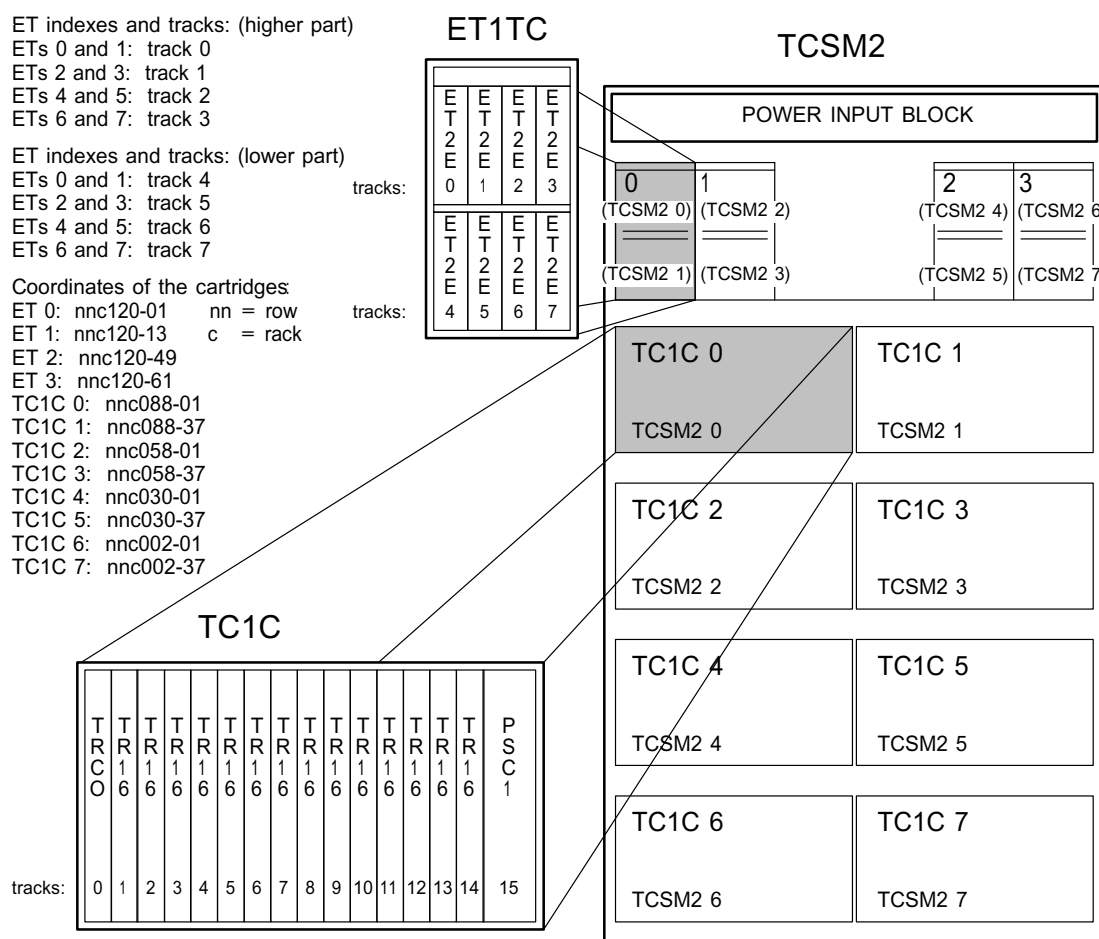 ET indexes and tracks: (higher part)
ETs 0 and 1: track 0
ETs 2 and 3: track 1
ETs 4 and 5: track 2
ETs 6 and 7: track 3
ET indexes and tracks: (lower part)
ETs 0 and 1: track 4
ETs 2 and 3: track 5
ETs 4 and 5: track 6
ETs 6 and 7: track 7
Coordinates of the cartridges:
ET 0: nnc120-01 nn = row
ET 1: nnc120-13 c = rack
ET 2: nnc120-49
ET 3: nnc120-61
TC1C 0: nnc088-01
TC1C 1: nnc088-37
TC1C 2: nnc058-01
TC1C 3: nnc058-37
TC1C 4: nnc030-01
TC1C 5: nnc030-37
TC1C 6: nnc002-01
TC1C 7: nnc002-37
ET1TC
ET2E ET2E ET2E ET2E
tracks: 0 1 2 3
ET2E ET2E ET2E ET2E
tracks: 4 5 6 7
TCSM2
POWER INPUT BLOCK
0 1 2 3
(TCSM2 0) (TCSM2 2) (TCSM2 4) (TCSM2 6
(TCSM2 1) (TCSM2 3) (TCSM2 5) (TCSM2 7
TC1C 0 TC1C 1
TCSM2 0 TCSM2 1
TC1C 2 TC1C 3
TCSM2 2 TCSM2 3
TC1C 4 TC1C 5
TCSM2 4 TCSM2 5
TC1C 6 TC1C 7
TCSM2 6 TCSM2 7
TC1C
TRCO TR16 TR16 TR16 TR16 TR16 TR16 TR16 TR16 TR16 TR16 TR16 TR16 TR16 TR16 PSC1
tracks: 0 1 2 3 4 5 6 7 8 9 10 11 12 13 14 15